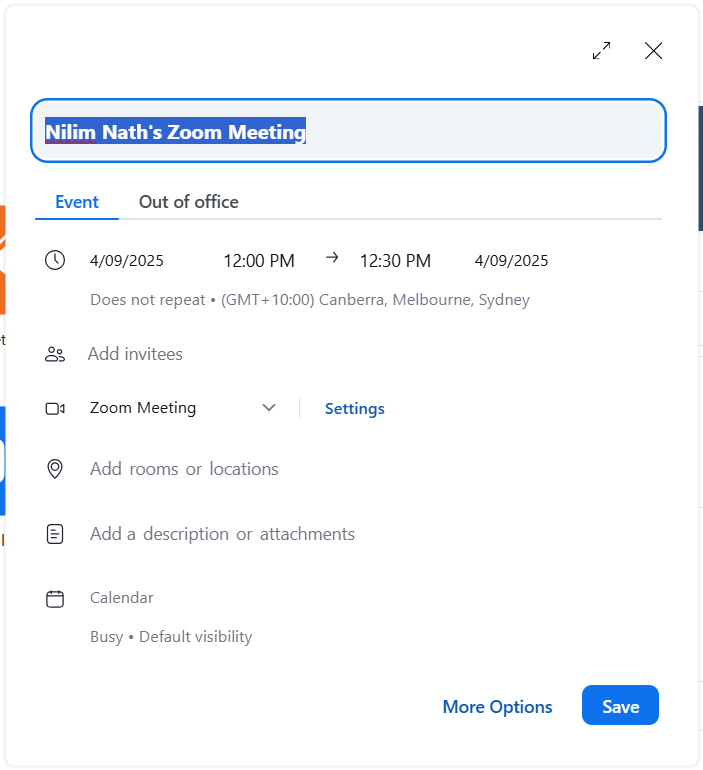 Nilim Nath's Zoom Meeting
Event Out of office
4/09/2025 12:00 PM → 12:30 PM 4/09/2025
Does not repeat • (GMT+10:00) Canberra, Melbourne, Sydney
Add invitees
Zoom Meeting Settings
Add rooms or locations
Add a description or attachments
Calendar
Busy • Default visibility
More Options Save